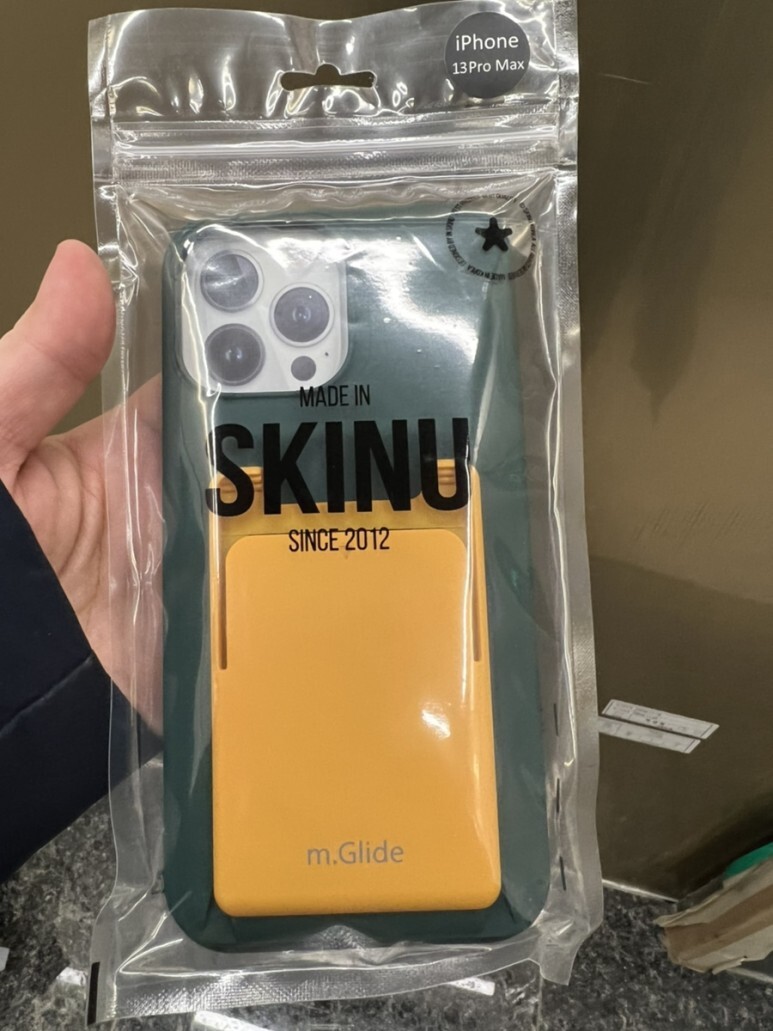 iPhone
13Pro Max
MADE IN
SKINU
SINCE 2012
m.Glide